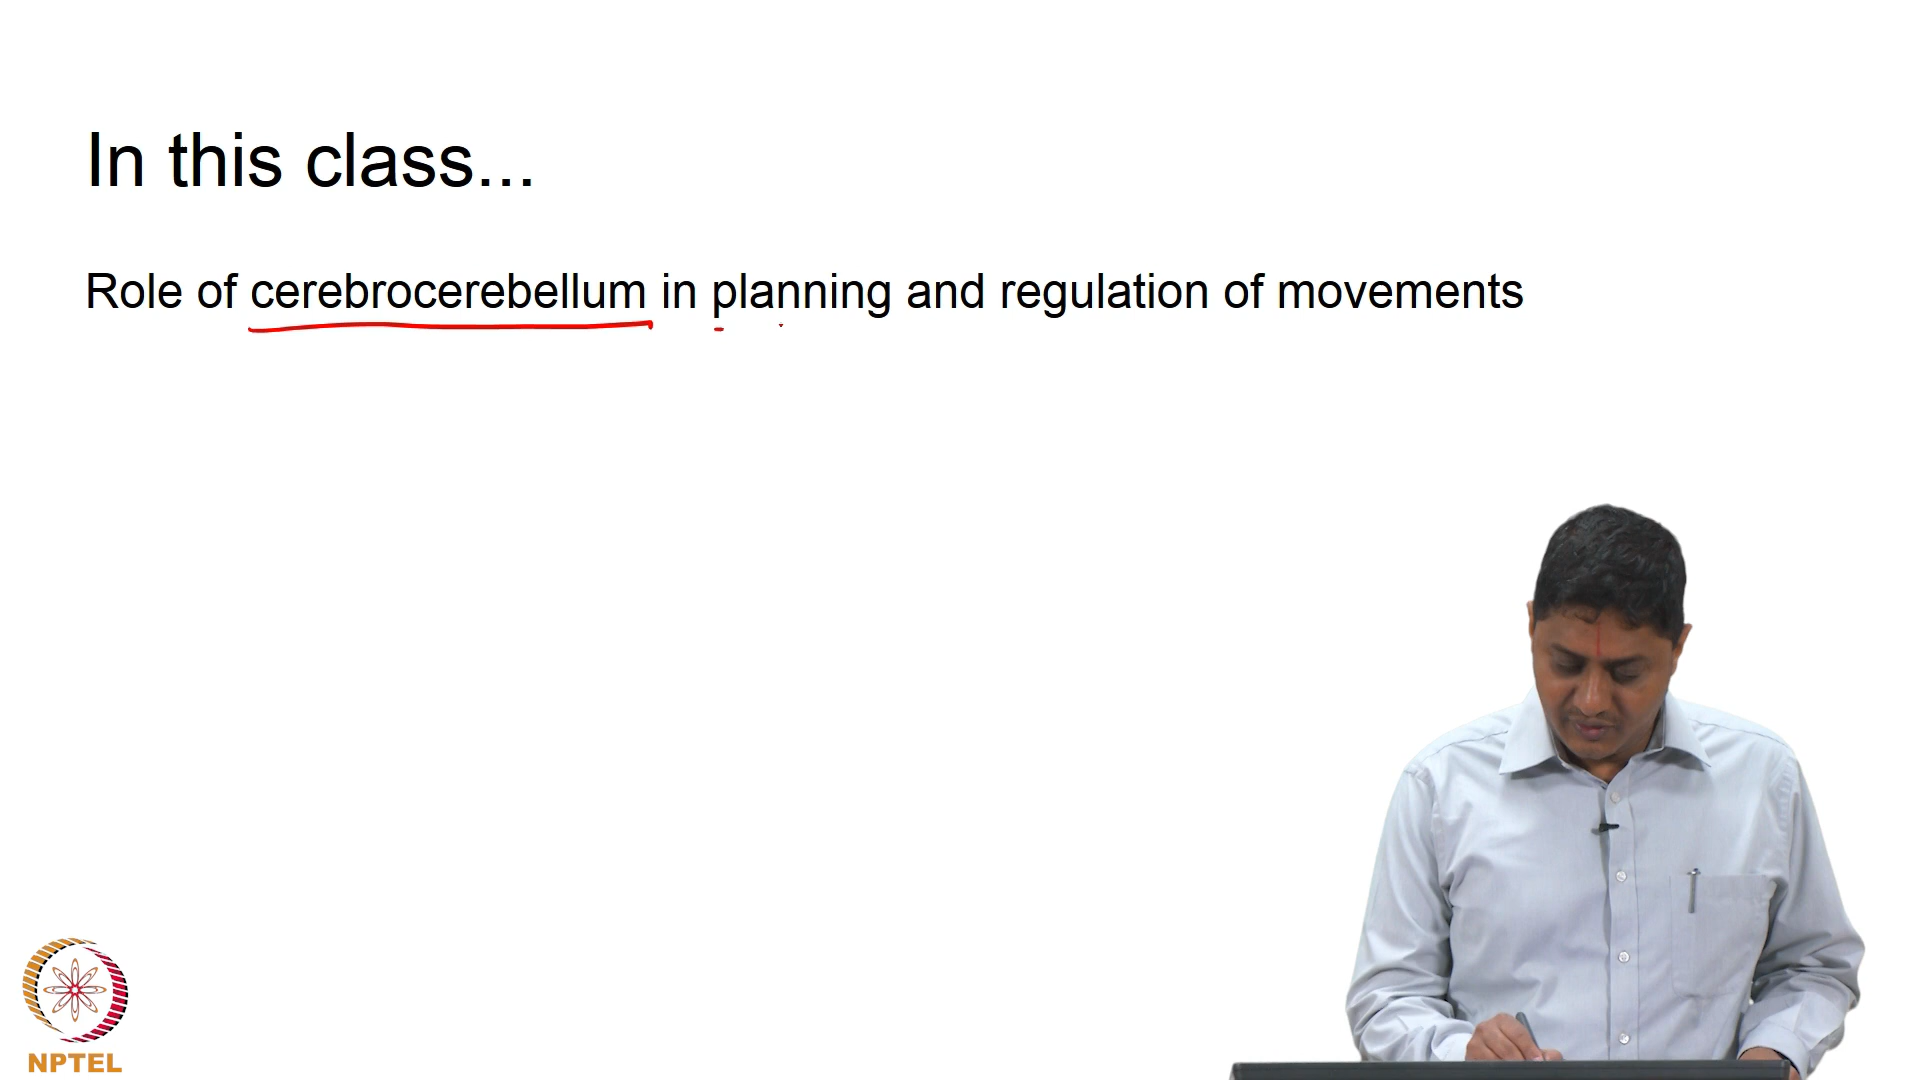 In this class...
Role of cerebrocerebellum in planning and regulation of movements
NPTEL